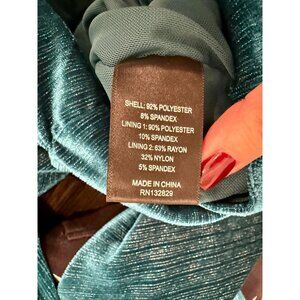 SHELL: 92% POLYESTER
8% SPANDEX
LINING 1: 90% POLYESTER
10% SPANDEX
LINING 2: 63% RAYON
32% NYLON
5% SPANDEX
MADE IN CHINA
RN132829